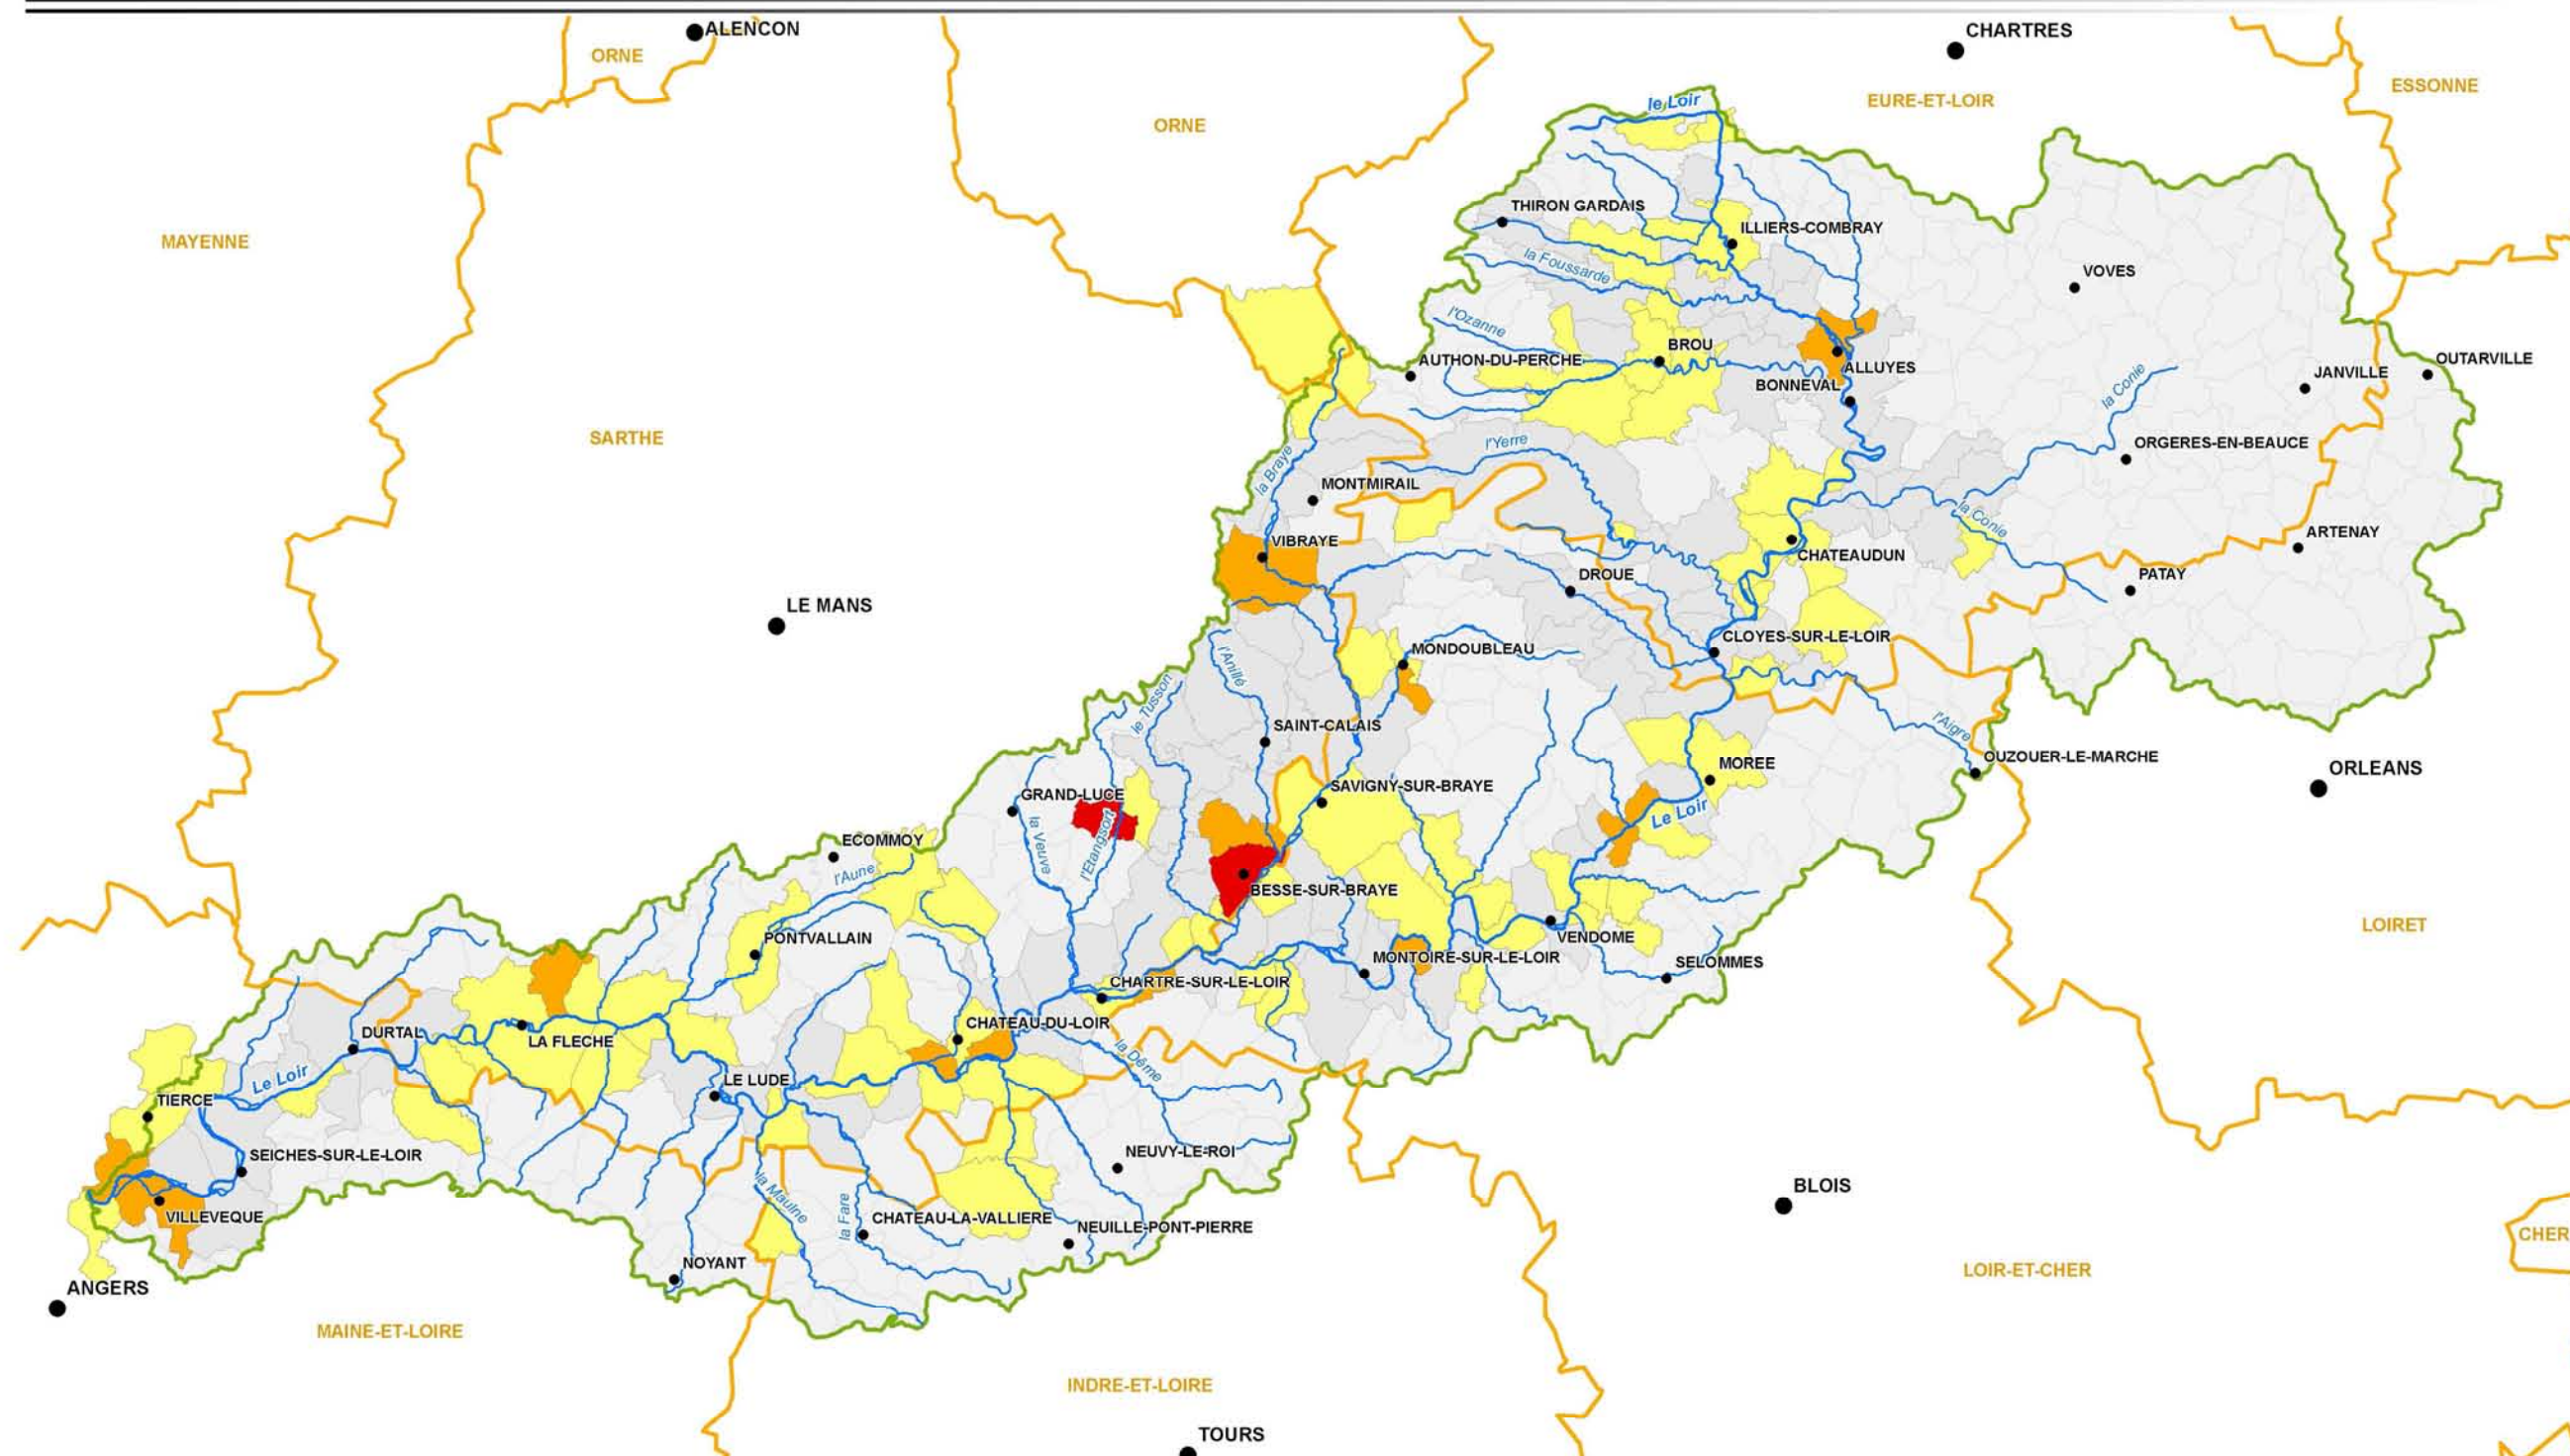 ALENCON
CHARTRES
ORNE
ESSONNE
le Loir
EURE-ET-LOIR
ORNE
THIRON GARDAIS
ILLIERS-COMBRAY
MAYENNE
la Foussarde
VOVES
l'Ozanne
BROU
AUTHON-DU-PERCHE
ALLUYES
OUTARVILLE
JANVILLE
BONNEVAL
la Conie
SARTHE
l'Yerre
ORGERES-EN-BEAUCE
la Braye
MONTMIRAIL
la Conie
ARTENAY
VIBRAYE
CHATEAUDUN
DROUE
PATAY
LE MANS
CLOYES-SUR-LE-LOIR
MONDOUBLEAU
l'Anille
le Tusson
SAINT-CALAIS
l'Aigre
OUZOUER-LE-MARCHE
MOREE
ORLEANS
SAVIGNY-SUR-BRAYE
GRAND-LUCE
Le Loir
la Veuve
l'Etangsort
ECOMMOY
l'Aune
BESSE-SUR-BRAYE
LOIRET
PONTVALLAIN
VENDOME
MONTOIRE-SUR-LE-LOIR
SELOMMES
CHARTRE-SUR-LE-LOIR
CHATEAU-DU-LOIR
DURTAL
LA FLECHE
la Dême
Le Loir
LE LUDE
TIERCE
SEICHES-SUR-LE-LOIR
NEUVY-LE-ROI
BLOIS
la Maulne
la Fare
VILLEVEQUE
CHATEAU-LA-VALLIERE
NEUILLE-PONT-PIERRE
CHER
NOYANT
LOIR-ET-CHER
ANGERS
MAINE-ET-LOIRE
INDRE-ET-LOIRE
TOURS